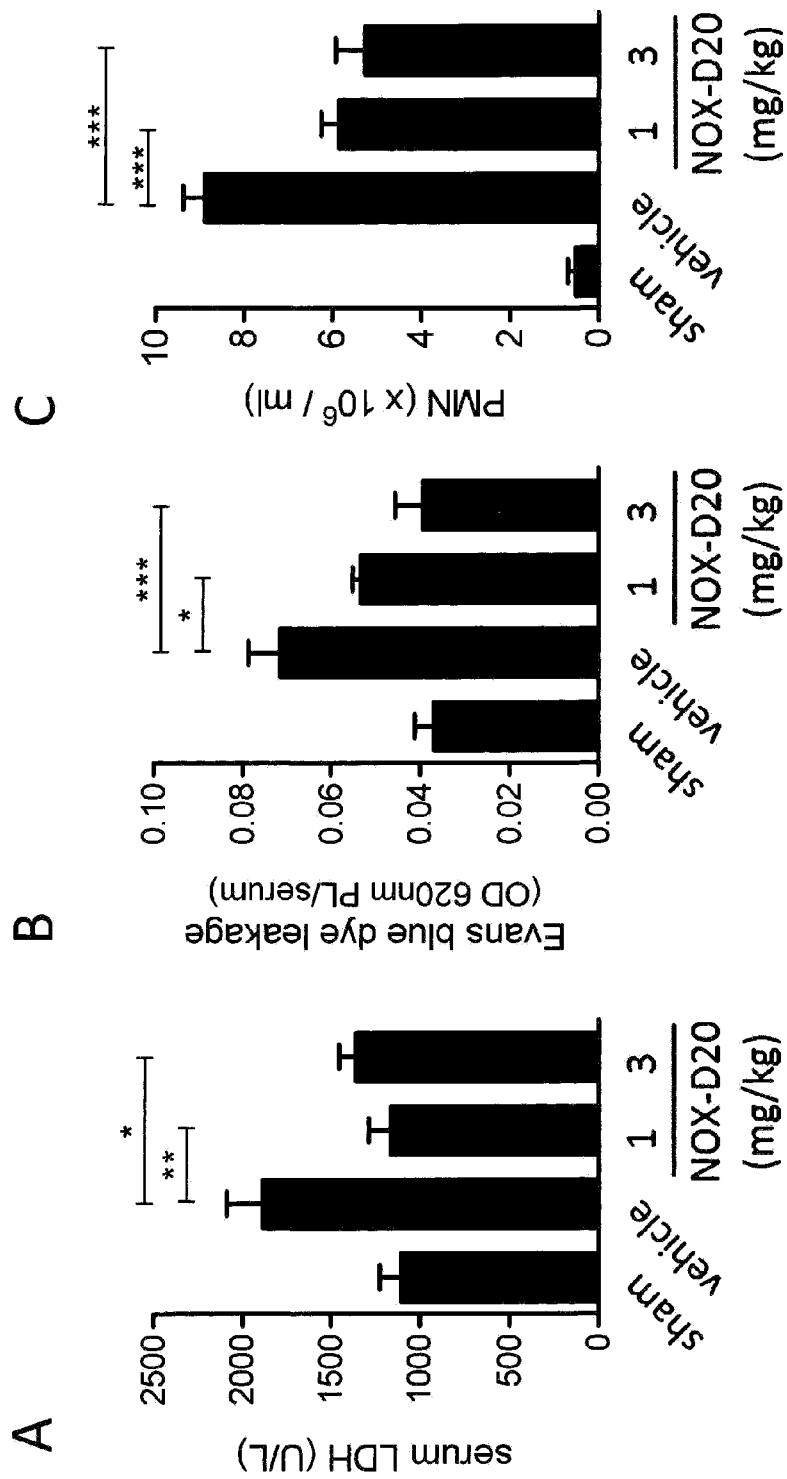 A
serum LDH (U/L)
2500
2000
1500
1000
500
0
*
**
sham
vehicle
1
3
NOX-D20
(mg/kg)
B
Evans blue dye leakage
(OD 620nm PL/serum)
0.10
0.08
0.06
0.04
0.02
0.00
***
*
sham
vehicle
1
3
NOX-D20
(mg/kg)
C
PMN (x 10⁶ / ml)
10
8
6
4
2
0
***
***
sham
vehicle
1
3
NOX-D20
(mg/kg)